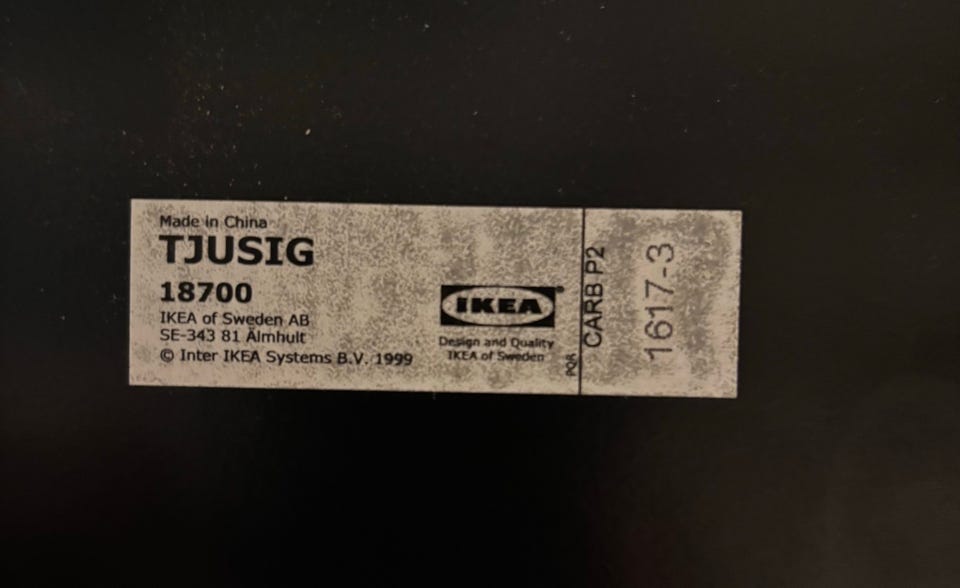 Made in China
TJUSIG
18700
IKEA of Sweden AB
SE-343 81 Älmhult
© Inter IKEA Systems B.V. 1999
IKEA®
Design and Quality
IKEA of Sweden
PQR
CARB P2
1617-3